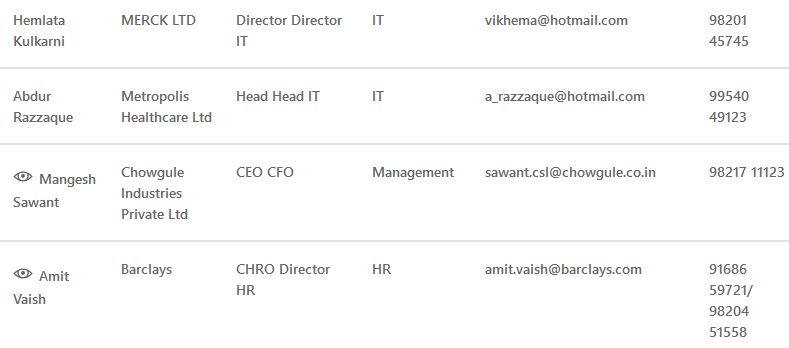 Hemlata MERCK LTD Director Director IT vikhema@hotmail.com 98201
Kulkarni IT 45745
Abdur Metropolis Head Head IT IT a_razzaque@hotmail.com 99540
Razzaque Healthcare Ltd 49123
Mangesh Chowgule CEO CFO Management sawant.csl@chowgule.co.in 98217 11123
Sawant Industries
Private Ltd
Amit Barclays CHRO Director HR amit.vaish@barclays.com 91686
Vaish HR 59721/
98204
51558